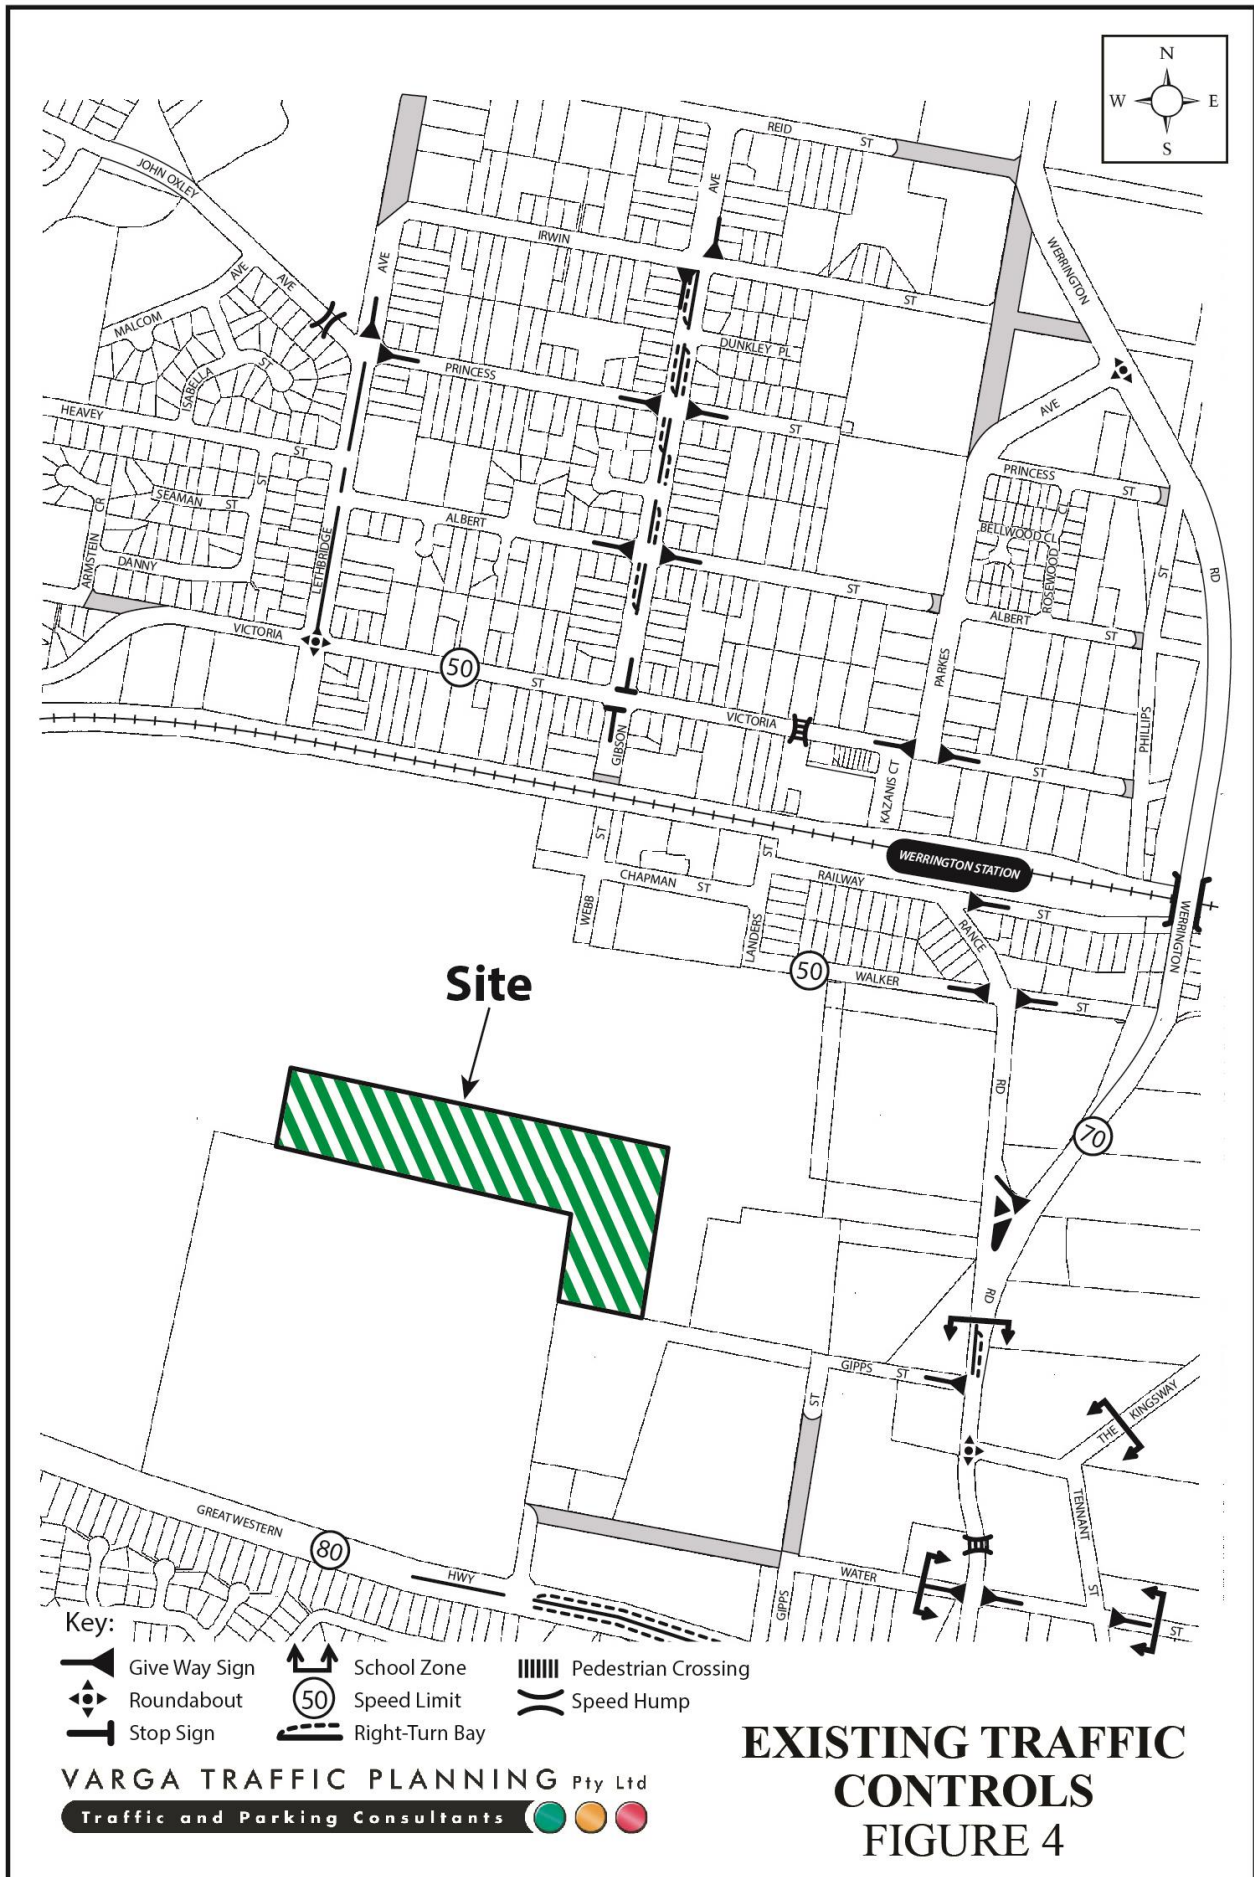 N
W E
S
REID ST
JOHN OXLEY AVE
AVE
IRWIN ST
AVE
WERRINGTON RD
MALCOM AVE
ISABELLA ST
DUNKLEY PL
PRINCESS ST
HEAVEY ST
AVE
PRINCESS ST
SEAMAN ST
ST
ARMSTEIN CR
DANNY
LETHBRIDGE
ALBERT ST
BELLWOOD CL
ROSEWOOD CL
ALBERT ST
VICTORIA ST
50
PARKES
PHILLIPS ST
GIBSON
VICTORIA ST
KAZANIS CT
WERRINGTON STATION
WEBB ST
CHAPMAN ST
LANDERS ST
RAILWAY ST
RANCE RD
WERRINGTON RD
50
WALKER ST
Site
70
GIPPS ST
THE KINGSWAY
ST
TENNANT ST
GREAT WESTERN HWY
80
WATER ST
GIPPS
Key:
Give Way Sign
Roundabout
Stop Sign
School Zone
50 Speed Limit
Right-Turn Bay
Pedestrian Crossing
Speed Hump
EXISTING TRAFFIC
CONTROLS
FIGURE 4
VARGA TRAFFIC PLANNING Pty Ltd
Traffic and Parking Consultants